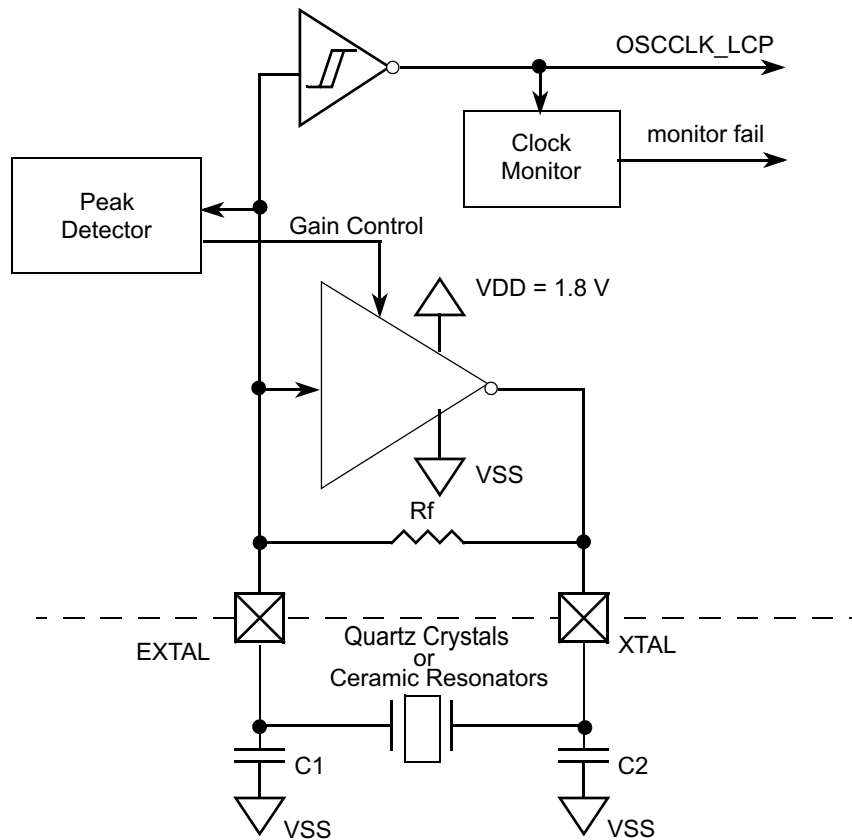 OSCCLK_LCP
Clock
Monitor
monitor fail
Peak
Detector
Gain Control
VDD = 1.8 V
VSS
Rf
EXTAL
Quartz Crystals
or
Ceramic Resonators
XTAL
C1
C2
VSS
VSS